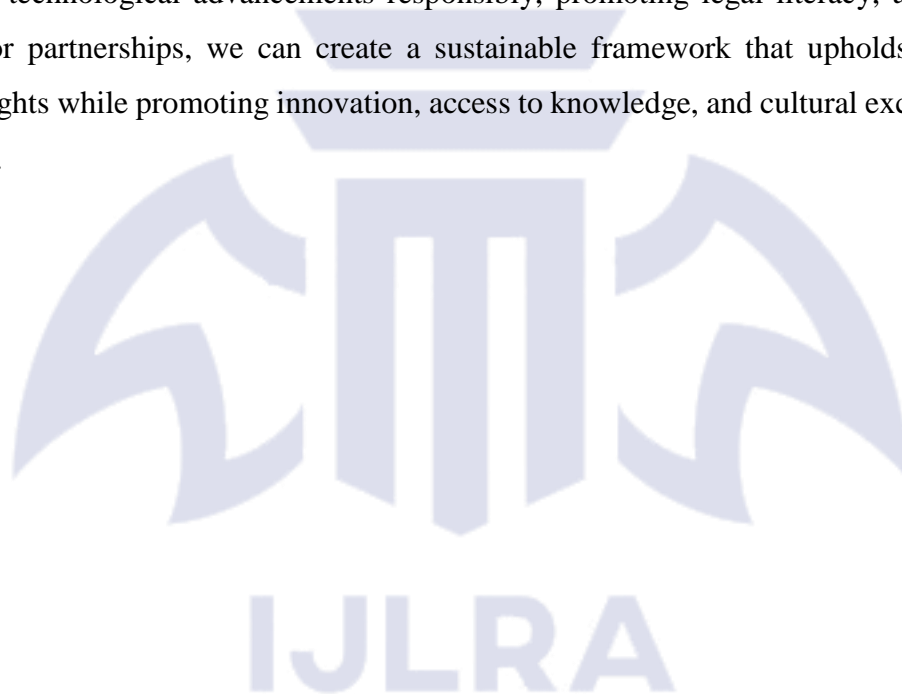 technological advancements responsibly, promoting legal literacy,
or partnerships, we can create a sustainable framework that upholds
ghts while promoting innovation, access to knowledge, and cultural exc
.
IJLRA